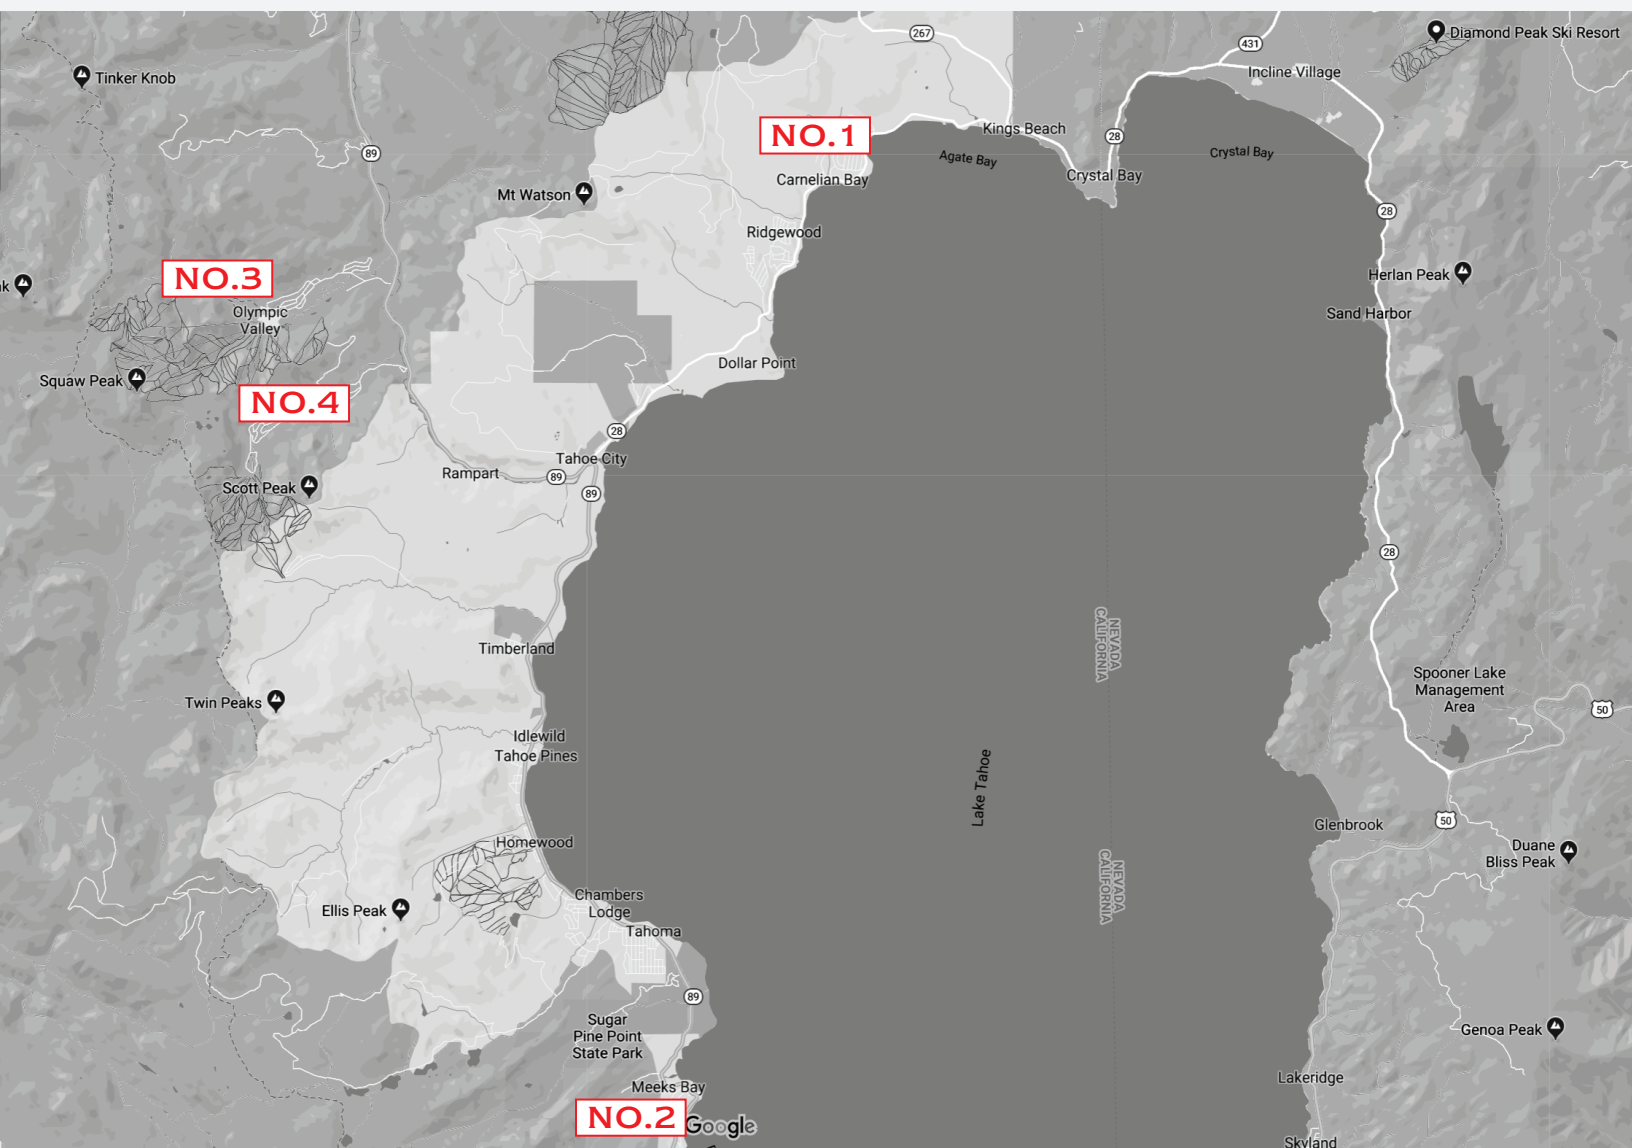 267
431
Diamond Peak Ski Resort
Incline Village
Tinker Knob
NO.1
Kings Beach
28
89
Agate Bay
Crystal Bay
Carnelian Bay
Crystal Bay
Mt Watson
28
Ridgewood
NO.3
Herlan Peak
k
Olympic
Valley
Sand Harbor
Dollar Point
Squaw Peak
NO.4
28
Tahoe City
Rampart
89
89
Scott Peak
28
NEVADA
CALIFORNIA
Timberland
Spooner Lake
Management
Area
Twin Peaks
50
Idlewild
Tahoe Pines
Lake Tahoe
50
Glenbrook
Homewood
Duane
Bliss Peak
NEVADA
CALIFORNIA
Chambers
Lodge
Ellis Peak
Tahoma
89
Sugar
Pine Point
State Park
Genoa Peak
Lakeridge
Meeks Bay
NO.2
Google
Skyland